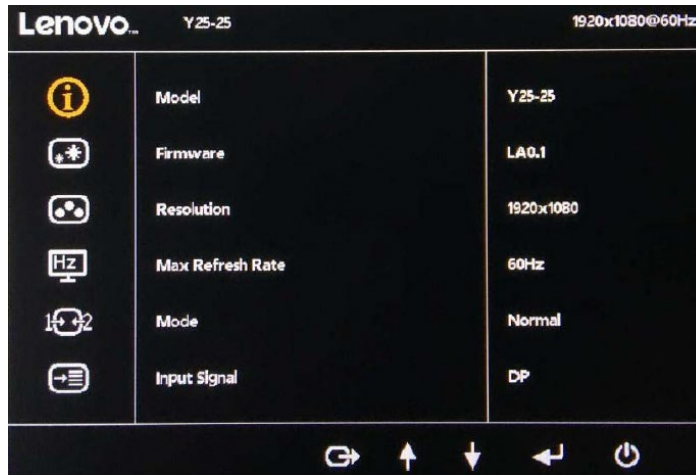 Lenovo™ Y25-25 1920x1080@60Hz
Model Y25-25
Firmware LA0.1
Resolution 1920x1080
Hz Max Refresh Rate 60Hz
1 2 Mode Normal
Input Signal DP